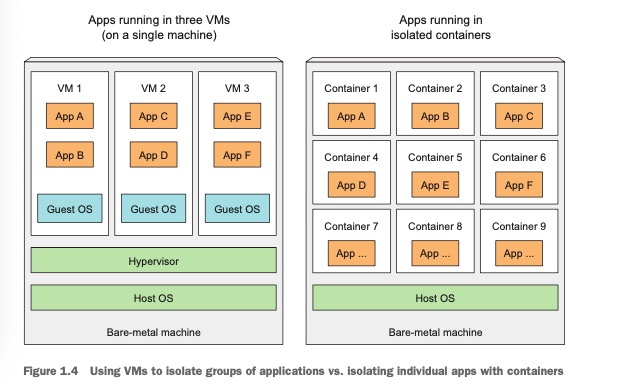 Apps running in three VMs
(on a single machine)
VM 1
App A
App B
Guest OS
VM 2
App C
App D
Guest OS
VM 3
App E
App F
Guest OS
Hypervisor
Host OS
Bare-metal machine
Apps running in
isolated containers
Container 1
App A
Container 2
App B
Container 3
App C
Container 4
App D
Container 5
App E
Container 6
App F
Container 7
App ...
Container 8
App ...
Container 9
App ...
Host OS
Bare-metal machine
Figure 1.4 Using VMs to isolate groups of applications vs. isolating individual apps with containers